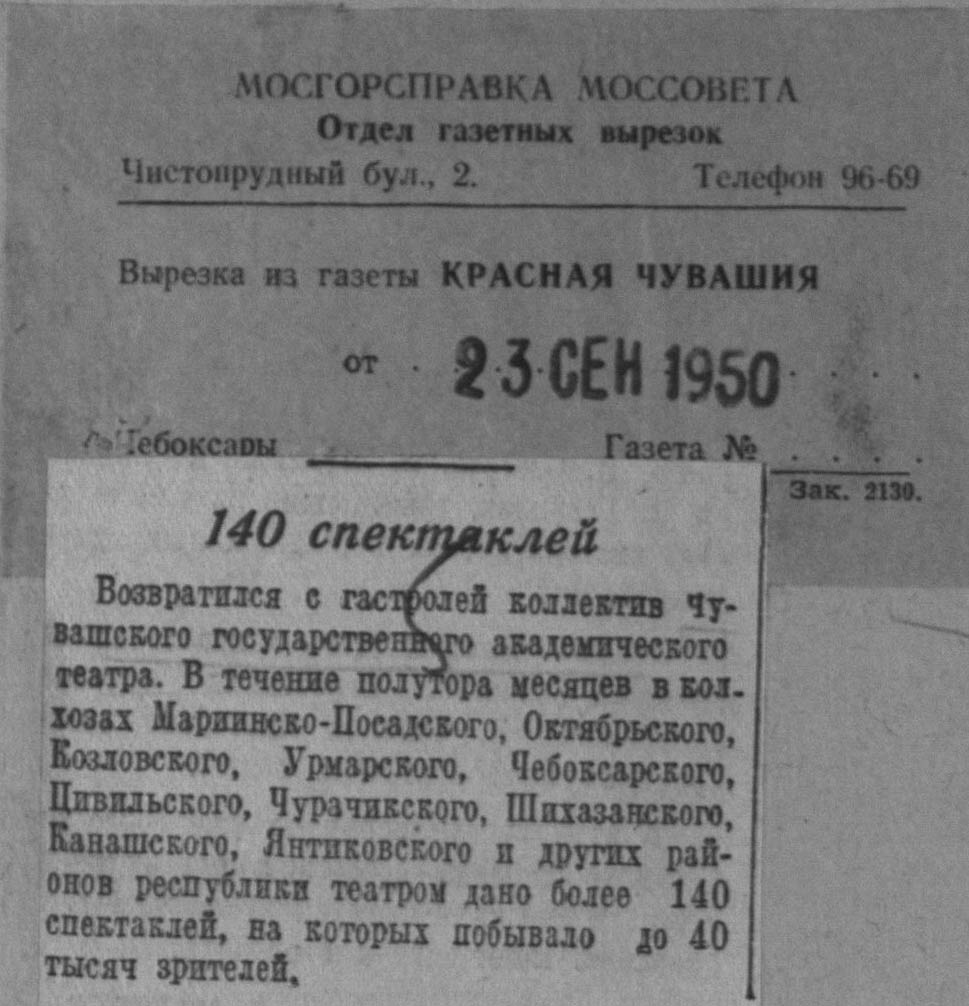 МОСГОРСПРАВКА МОССОВЕТА
Отдел газетных вырезок
Чистопрудный бул., 2. Телефон 96-69
Вырезка из газеты КРАСНАЯ ЧУВАШИЯ
от . 23 СЕН 1950 . . . .
Чебоксары Газета № . . . .
Зак. 2130.
140 спектаклей
Возвратился с гастролей коллектив Чу-
вашского государственного академического
театра. В течение полутора месяцев в кол-
хозах Мариинско-Посадского, Октябрьского,
Козловского, Урмарского, Чебоксарского,
Цивильского, Чурачикского, Шихазанского,
Канашского, Янтиковского и других рай-
онов республики театром дано более 140
спектаклей, на которых побывало до 40
тысяч зрителей.